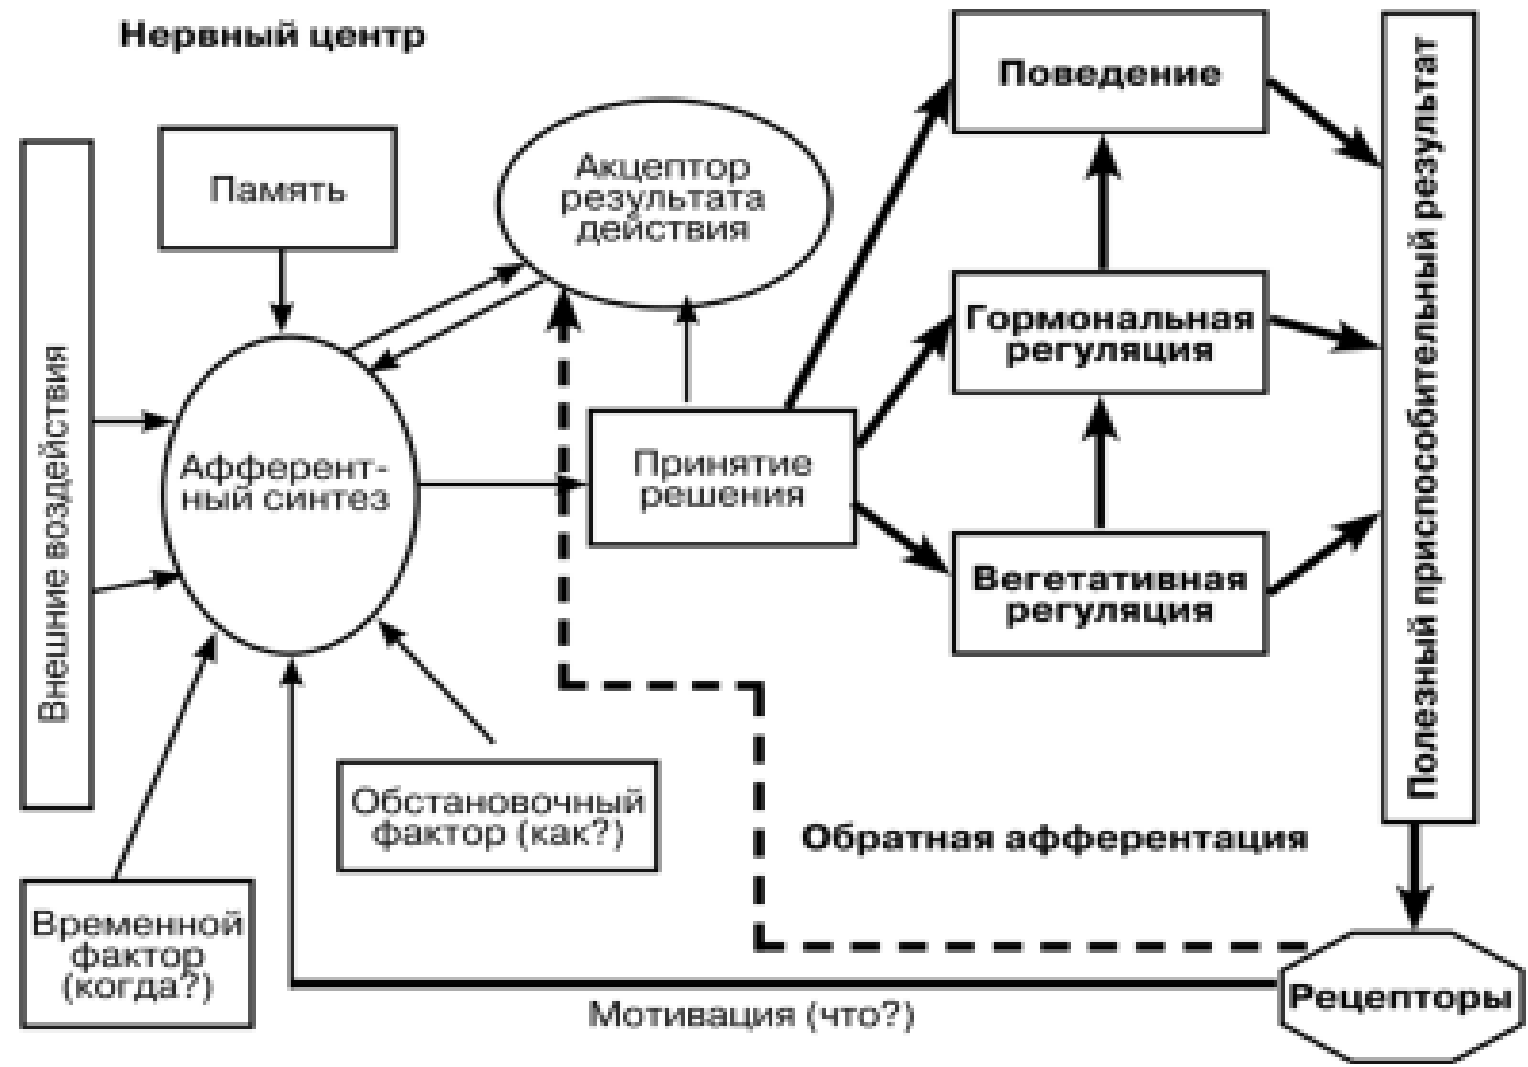 Нервный центр
Поведение
Память
Акцептор
результата
действия
Полезный приспособительный результат
Гормональная
регуляция
Внешние воздействия
Афферент-
ный синтез
Принятие
решения
Вегетативная
регуляция
Обстановочный
фактор (как?)
Обратная афферентация
Временной
фактор
(когда?)
Рецепторы
Мотивация (что?)